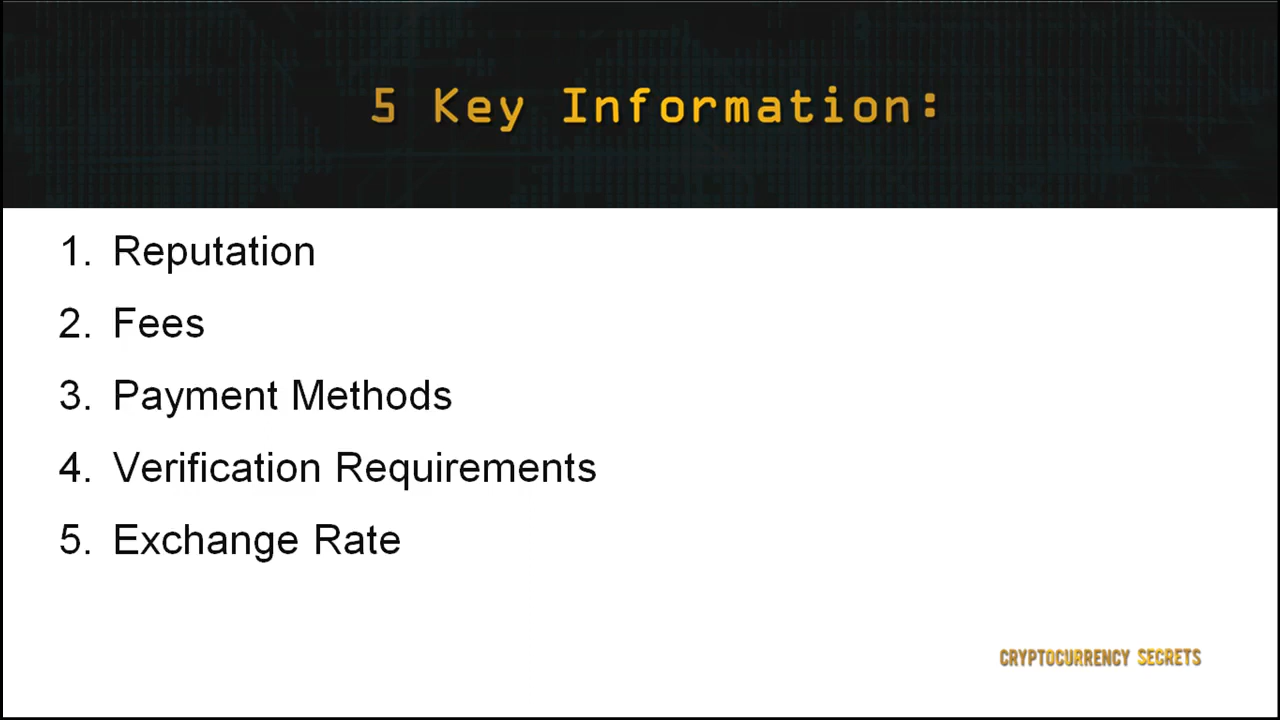 5 Key Information:
1. Reputation
2. Fees
3. Payment Methods
4. Verification Requirements
5. Exchange Rate
CRYPTOCURRENCY SECRETS